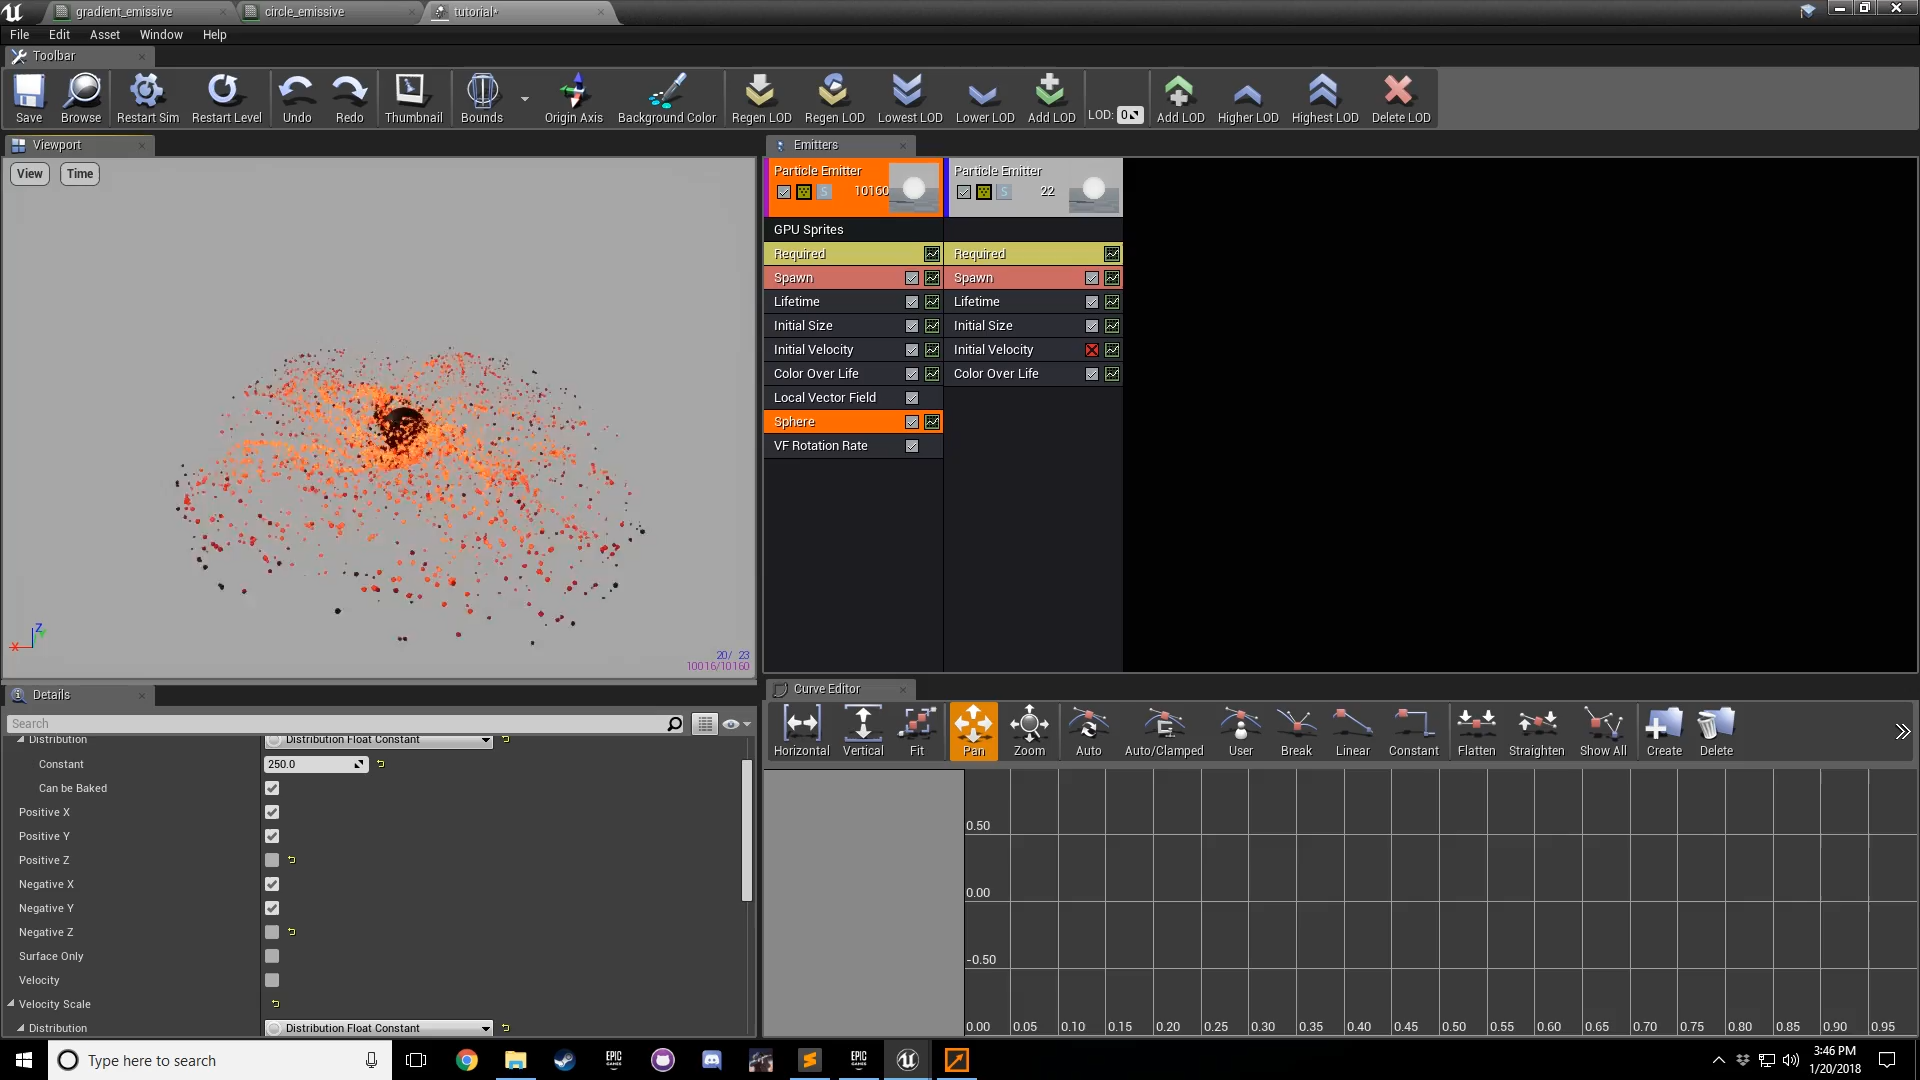 gradient_emissive
circle_emissive
tutorial*
File Edit Asset Window Help
Toolbar
Save
Browse
Restart Sim
Restart Level
Undo
Redo
Thumbnail
Bounds
Origin Axis
Background Color
Regen LOD
Regen LOD
Lowest LOD
Lower LOD
Add LOD
LOD: 0
Add LOD
Higher LOD
Highest LOD
Delete LOD
Viewport
View
Time
Z
Y
X
20/ 23
10016/10160
Emitters
Particle Emitter
S
10160
GPU Sprites
Required
Spawn
Lifetime
Initial Size
Initial Velocity
Color Over Life
Local Vector Field
Sphere
VF Rotation Rate
Particle Emitter
S
22
Required
Spawn
Lifetime
Initial Size
Initial Velocity
Color Over Life
Details
Search
Distribution
Distribution Float Constant
Constant
250.0
Can be Baked
Positive X
Positive Y
Positive Z
Negative X
Negative Y
Negative Z
Surface Only
Velocity
Velocity Scale
Distribution
Distribution Float Constant
Curve Editor
Horizontal
Vertical
Fit
Pan
Zoom
Auto
Auto/Clamped
User
Break
Linear
Constant
Flatten
Straighten
Show All
Create
Delete
0.50
0.00
-0.50
0.00 0.05 0.10 0.15 0.20 0.25 0.30 0.35 0.40 0.45 0.50 0.55 0.60 0.65 0.70 0.75 0.80 0.85 0.90 0.95
Type here to search
EPIC
GAMES
EPIC
GAMES
3:46 PM
1/20/2018